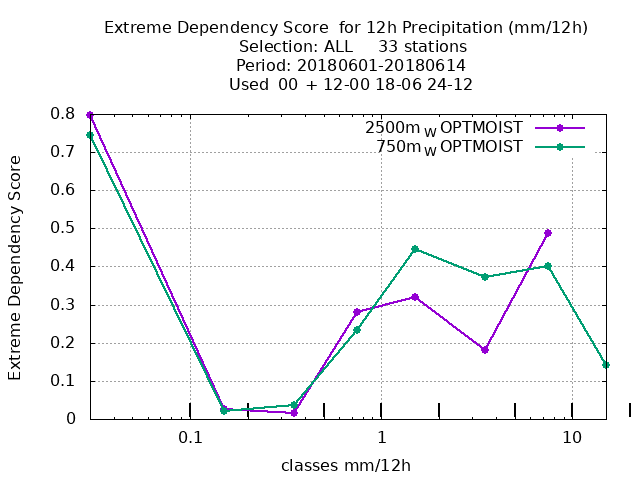 Extreme Dependency Score  for 12h Precipitation (mm/12h)
Selection: ALL     33 stations
Period: 20180601-20180614
Used  00 + 12-00 18-06 24-12
2500m W OPTMOIST
750m W OPTMOIST
0.8
0.7
0.6
0.5
0.4
0.3
0.2
0.1
0
Extreme Dependency Score
0.1 1 10
classes mm/12h